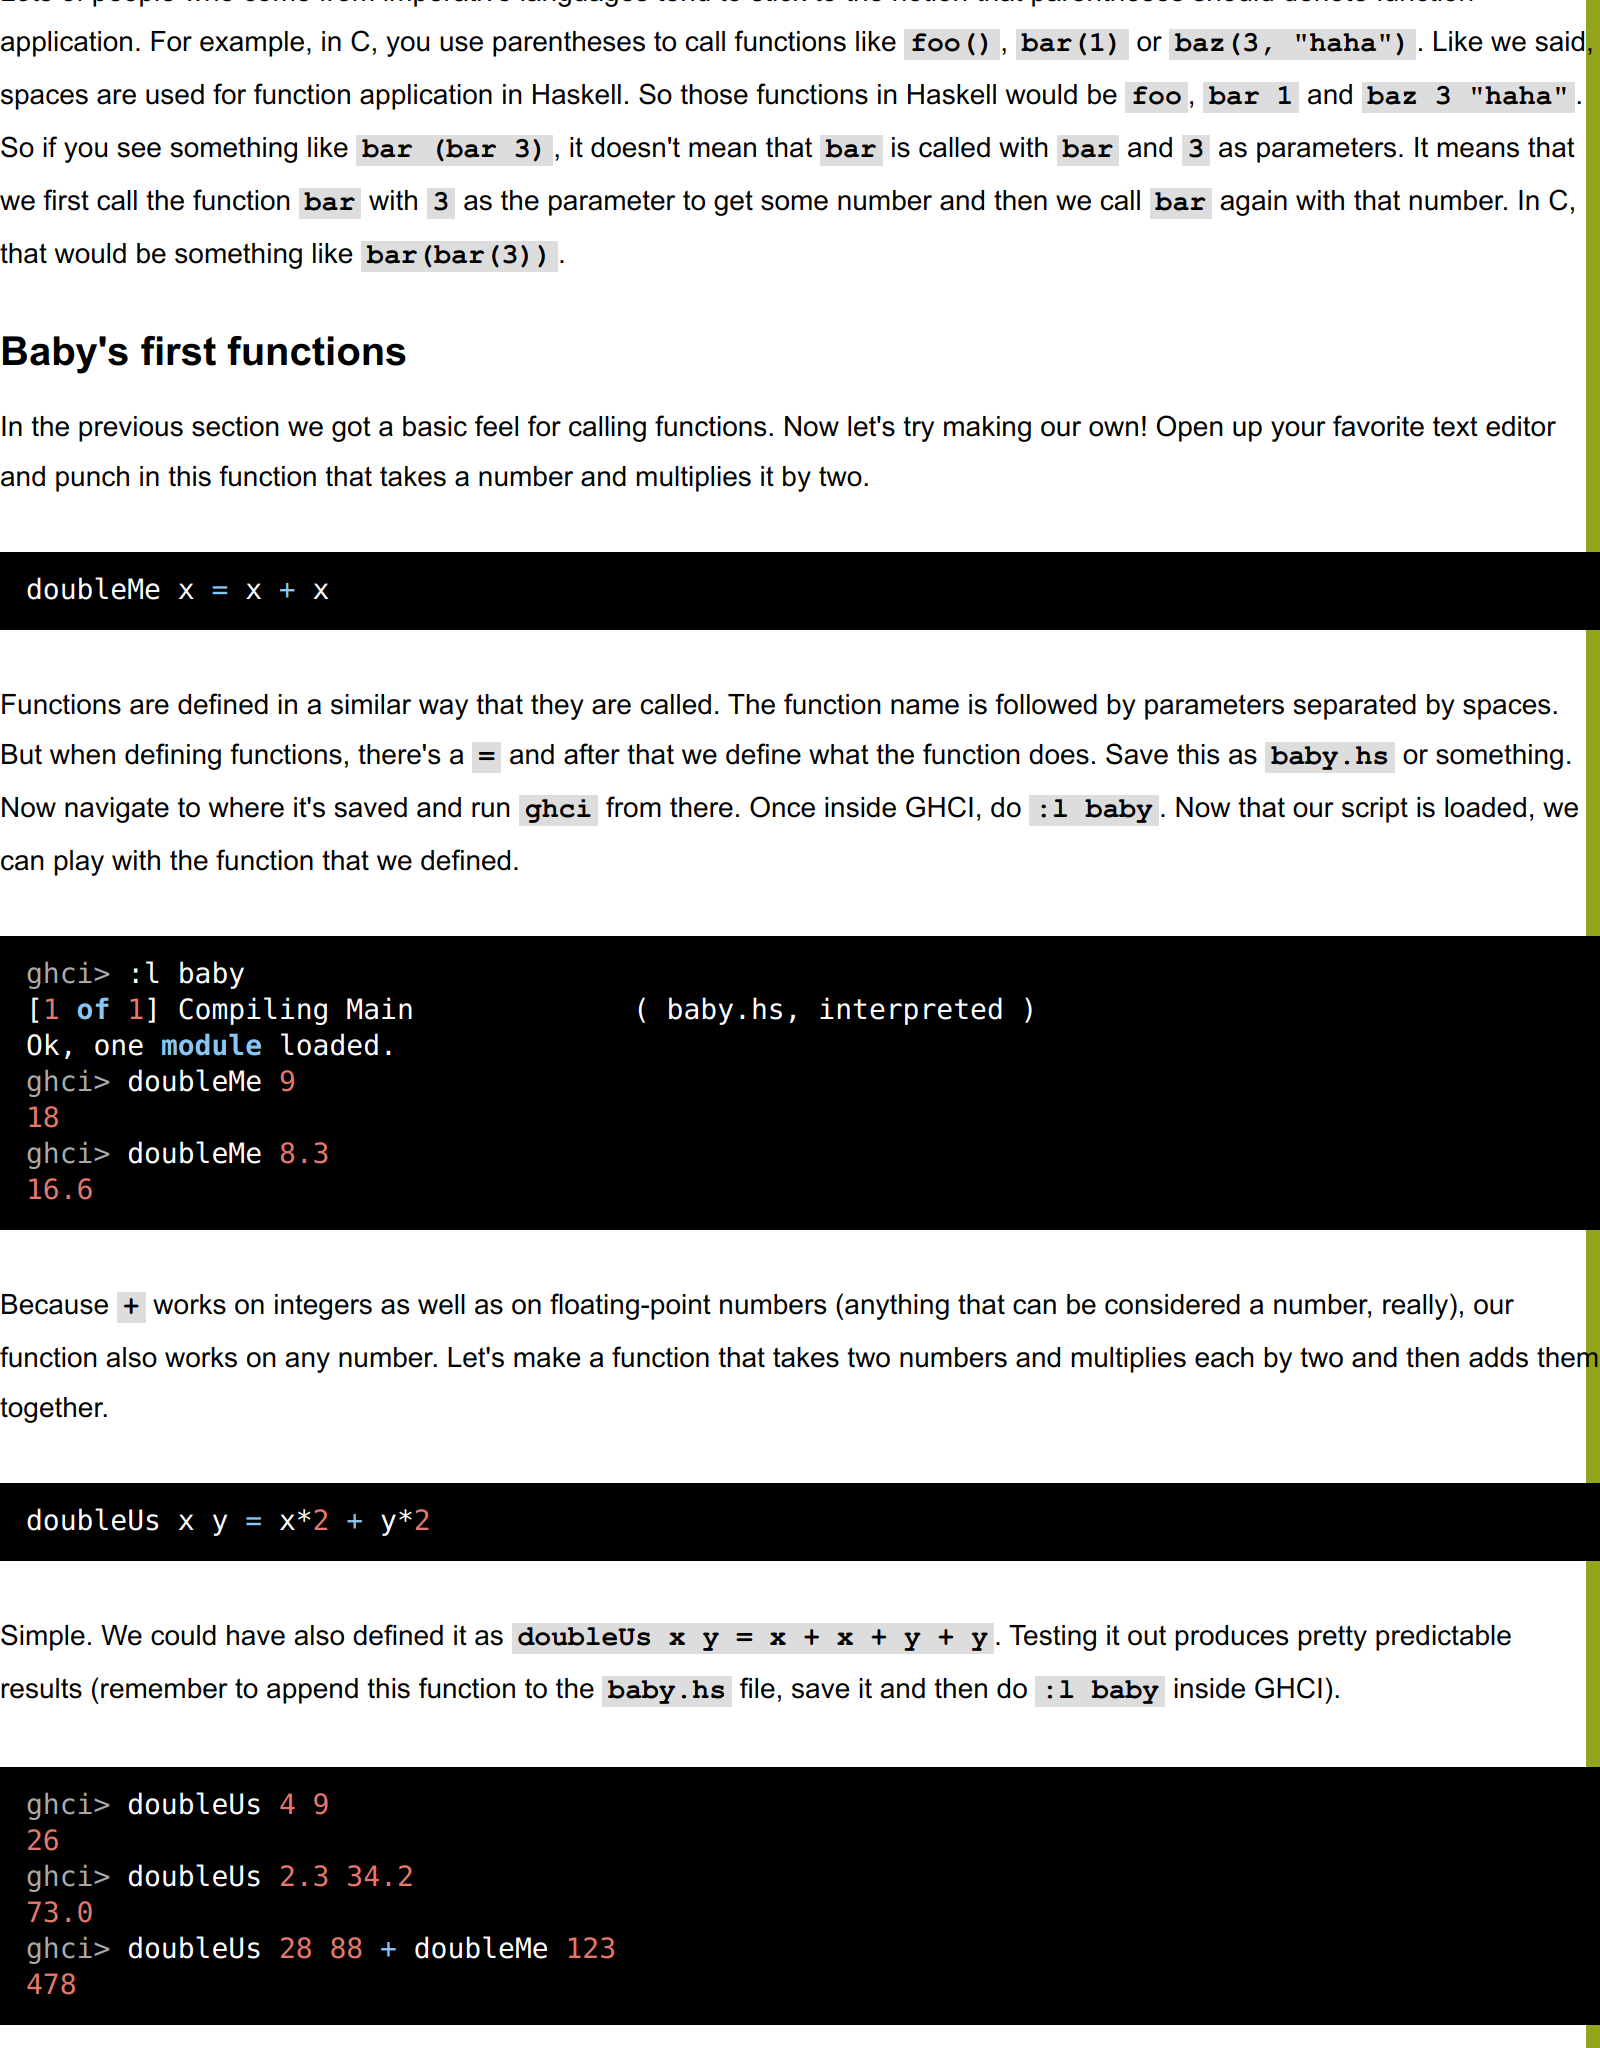 application. For example, in C, you use parentheses to call functions like foo(), bar(1) or baz(3, "haha"). Like we said,
spaces are used for function application in Haskell. So those functions in Haskell would be foo, bar 1 and baz 3 "haha".
So if you see something like bar (bar 3), it doesn't mean that bar is called with bar and 3 as parameters. It means that
we first call the function bar with 3 as the parameter to get some number and then we call bar again with that number. In C,
that would be something like bar(bar(3)).
Baby's first functions
In the previous section we got a basic feel for calling functions. Now let's try making our own! Open up your favorite text editor
and punch in this function that takes a number and multiplies it by two.
doubleMe x = x + x
Functions are defined in a similar way that they are called. The function name is followed by parameters separated by spaces.
But when defining functions, there's a = and after that we define what the function does. Save this as baby.hs or something.
Now navigate to where it's saved and run ghci from there. Once inside GHCI, do :l baby. Now that our script is loaded, we
can play with the function that we defined.
ghci> :l baby
[1 of 1] Compiling Main             ( baby.hs, interpreted )
Ok, one module loaded.
ghci> doubleMe 9
18
ghci> doubleMe 8.3
16.6
Because + works on integers as well as on floating-point numbers (anything that can be considered a number, really), our
function also works on any number. Let's make a function that takes two numbers and multiplies each by two and then adds them
together.
doubleUs x y = x*2 + y*2
Simple. We could have also defined it as doubleUs x y = x + x + y + y. Testing it out produces pretty predictable
results (remember to append this function to the baby.hs file, save it and then do :l baby inside GHCI).
ghci> doubleUs 4 9
26
ghci> doubleUs 2.3 34.2
73.0
ghci> doubleUs 28 88 + doubleMe 123
478